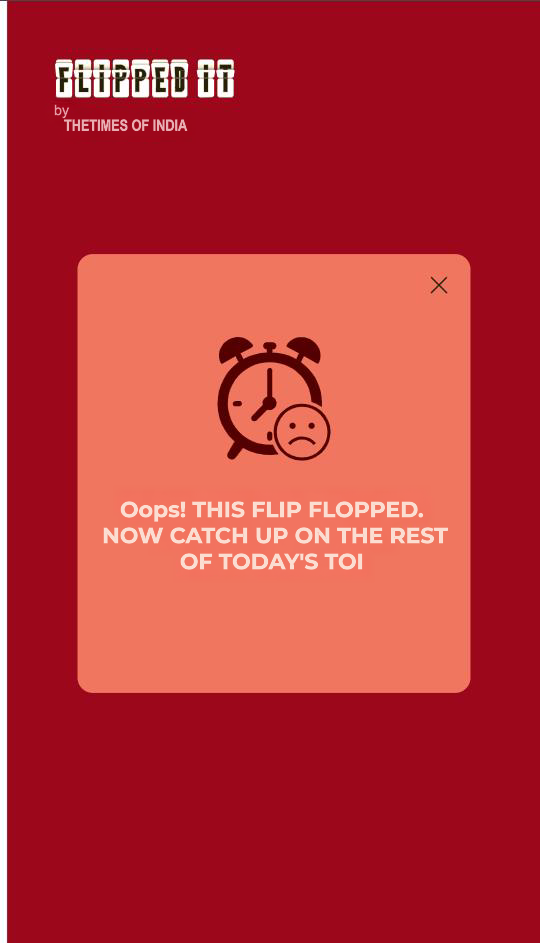 FLIPPED IT
by
THETIMES OF INDIA
Oops! THIS FLIP FLOPPED.
NOW CATCH UP ON THE REST
OF TODAY'S TOI